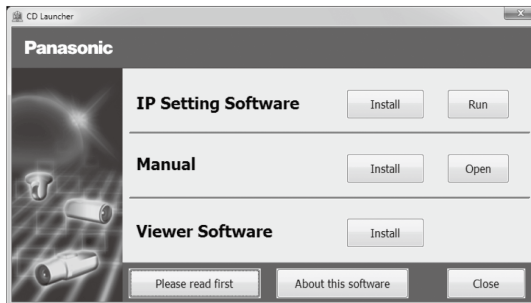 CD Launcher
Panasonic
IP Setting Software Install Run
Manual Install Open
Viewer Software Install
Please read first About this software Close